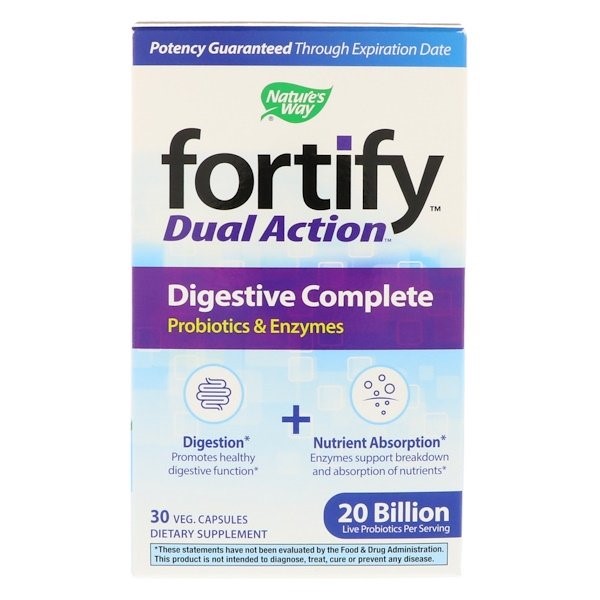 Potency Guaranteed Through Expiration Date
Nature's
Way®
fortify™
Dual Action™
Digestive Complete
Probiotics & Enzymes
Digestion*
Promotes healthy
digestive function*
+
Nutrient Absorption*
Enzymes support breakdown
and absorption of nutrients*
30 VEG. CAPSULES
DIETARY SUPPLEMENT
20 Billion
Live Probiotics Per Serving
*These statements have not been evaluated by the Food & Drug Administration.
This product is not intended to diagnose, treat, cure or prevent any disease.